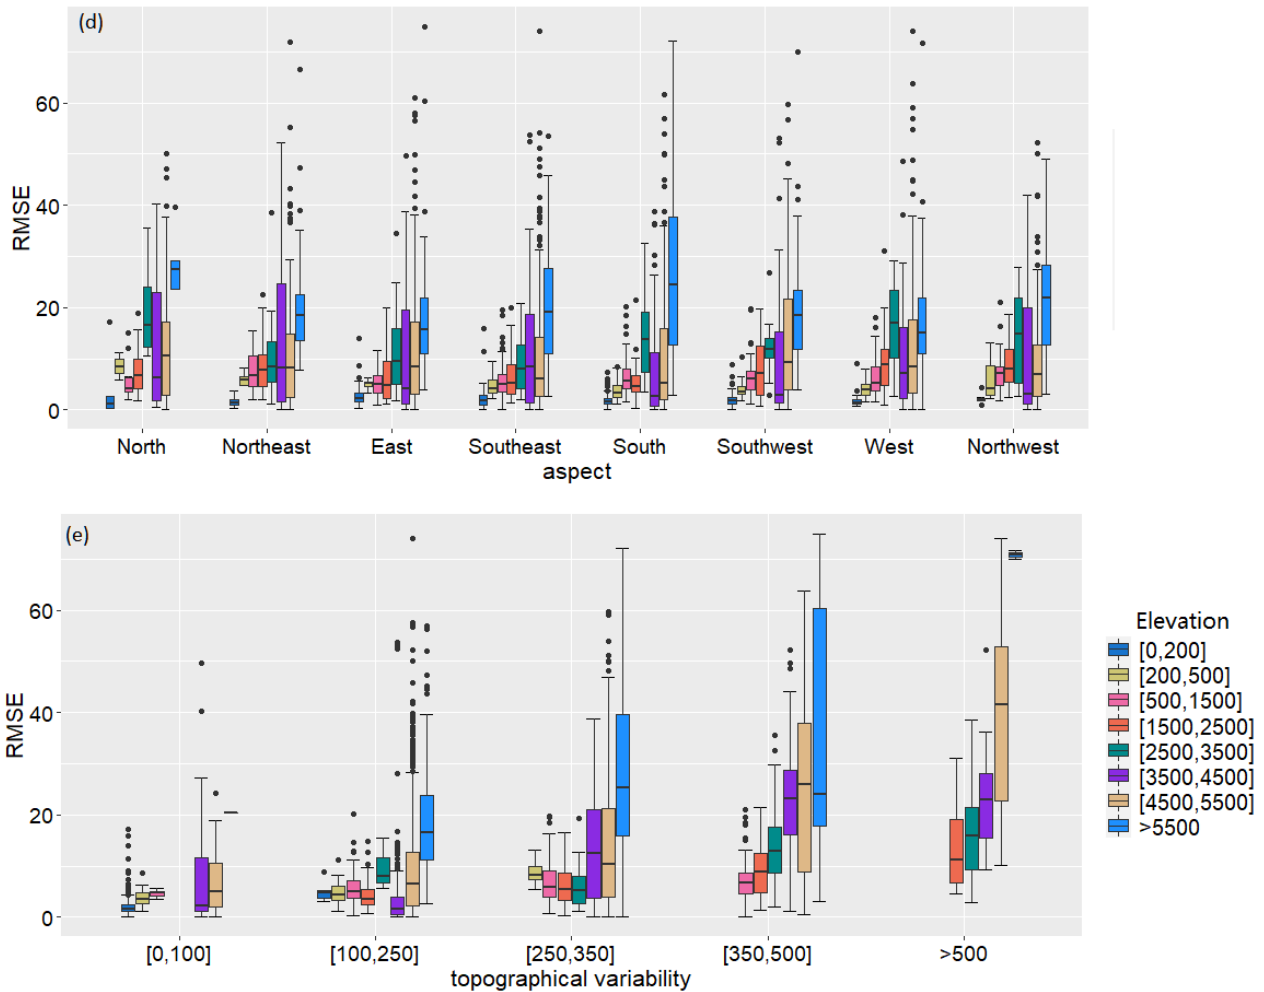 (d)
60
40
20
0
RMSE
North Northeast East Southeast South Southwest West Northwest
aspect
(e)
60
40
20
0
RMSE
[0,100] [100,250] [250,350] [350,500] >500
topographical variability
Elevation
[0,200]
[200,500]
[500,1500]
[1500,2500]
[2500,3500]
[3500,4500]
[4500,5500]
>5500